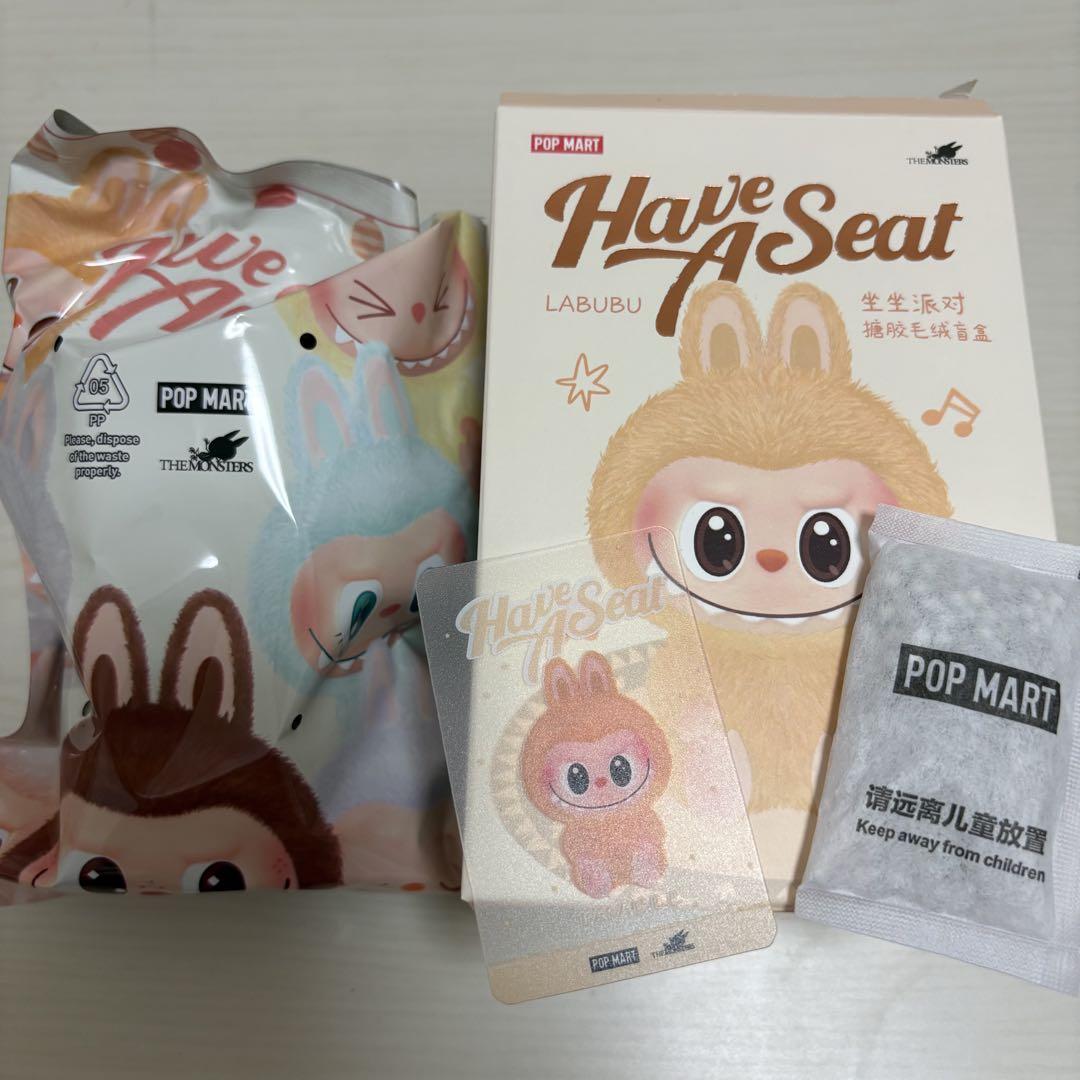 Have
A
05
PP
Please, dispose
of the waste
properly.
POP MART
THE MONSTERS
POP MART
THE MONSTERS
Have
A Seat
LABUBU
坐坐派对
搪胶毛绒盲盒
Have
A Seat
POP MART
THE MONSTERS
POP MART
请远离儿童放置
Keep away from children